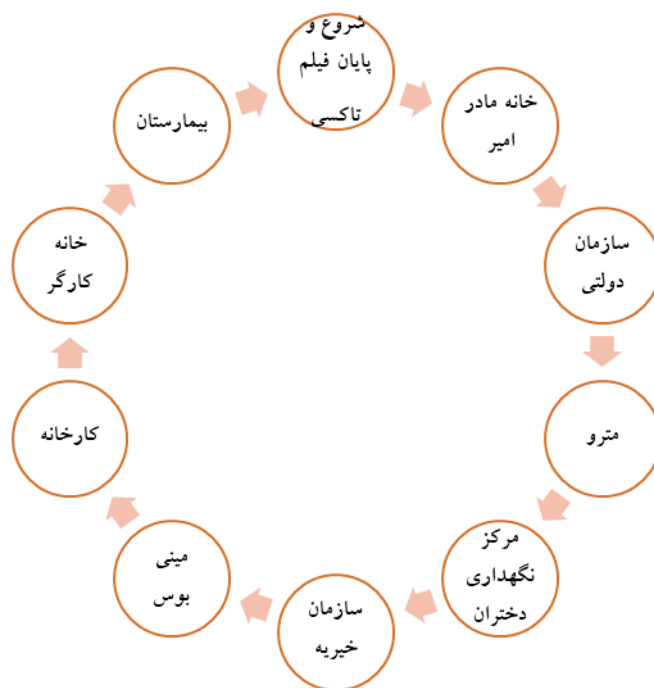 شروع و
پایان فیلم
تاکسی
خانه مادر
امیر
سازمان
دولتی
مترو
مرکز
نگهداری
دختران
سازمان
خیریه
مینی
بوس
کارخانه
خانه
کارگر
بیمارستان